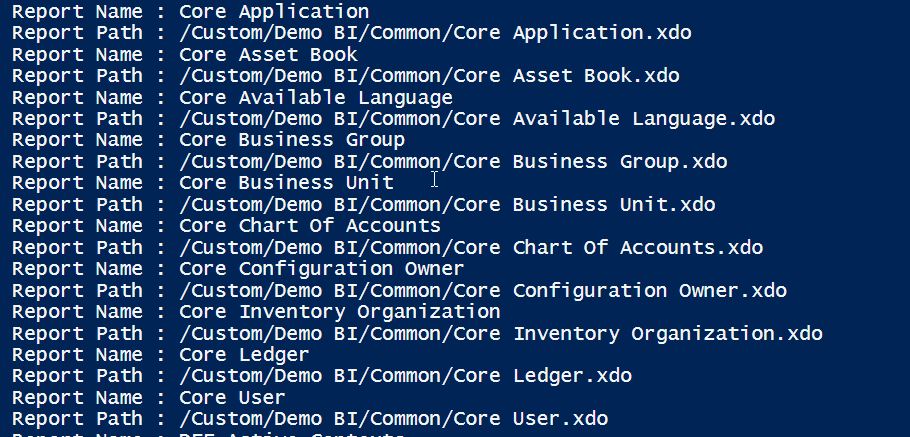 Report Name : Core Application
Report Path : /Custom/Demo BI/Common/Core Application.xdo
Report Name : Core Asset Book
Report Path : /Custom/Demo BI/Common/Core Asset Book.xdo
Report Name : Core Available Language
Report Path : /Custom/Demo BI/Common/Core Available Language.xdo
Report Name : Core Business Group
Report Path : /Custom/Demo BI/Common/Core Business Group.xdo
Report Name : Core Business Unit
Report Path : /Custom/Demo BI/Common/Core Business Unit.xdo
Report Name : Core Chart Of Accounts
Report Path : /Custom/Demo BI/Common/Core Chart Of Accounts.xdo
Report Name : Core Configuration Owner
Report Path : /Custom/Demo BI/Common/Core Configuration Owner.xdo
Report Name : Core Inventory Organization
Report Path : /Custom/Demo BI/Common/Core Inventory Organization.xdo
Report Name : Core Ledger
Report Path : /Custom/Demo BI/Common/Core Ledger.xdo
Report Name : Core User
Report Path : /Custom/Demo BI/Common/Core User.xdo
Report Name :